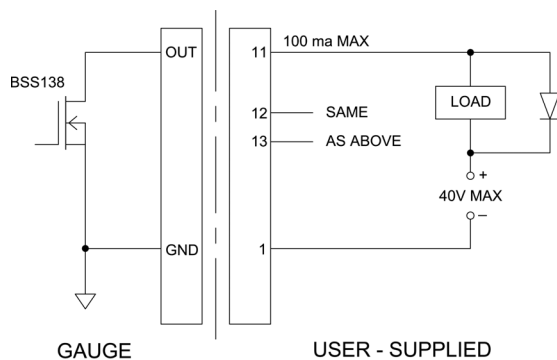 OUT
11
100 ma MAX
BSS138
LOAD
12
SAME
13
AS ABOVE
+
40V MAX
–
GND
1
GAUGE
USER - SUPPLIED